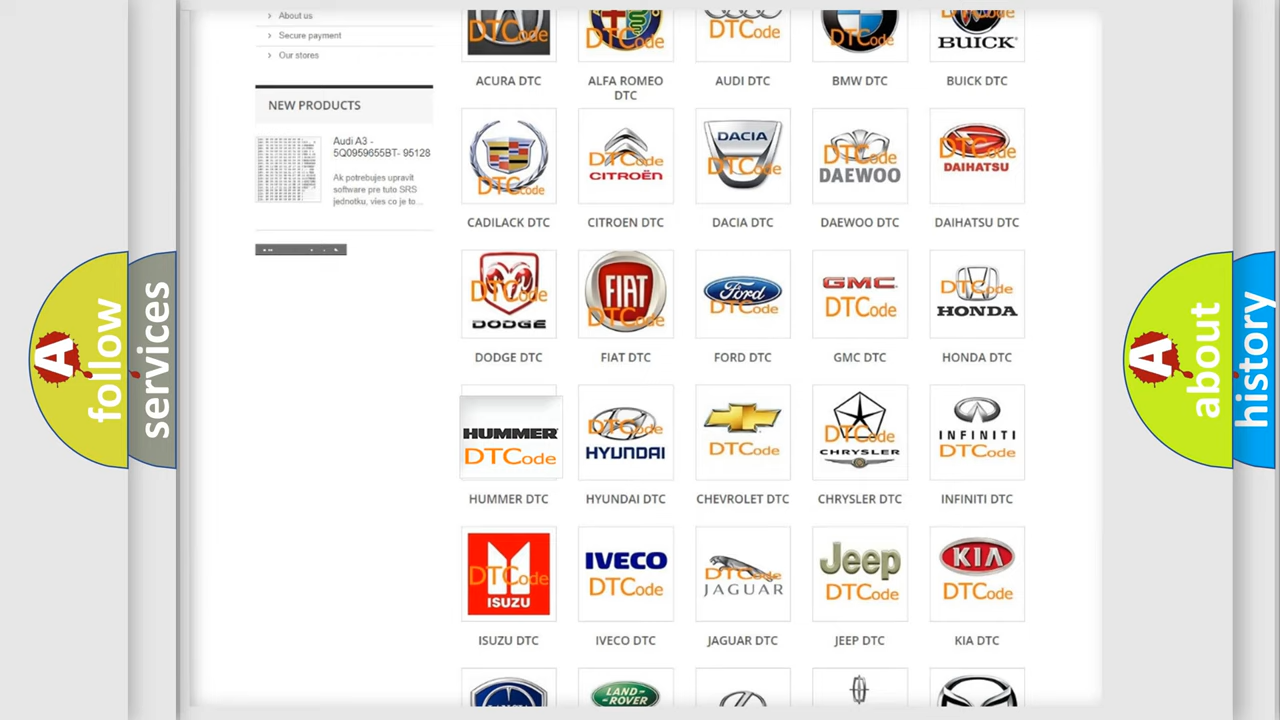 About us
Secure payment
Our stores
NEW PRODUCTS
Audi A3 -
5Q0959655BT- 95128
Ak potrebujes upravit
software pre tuto SRS
jednotku, vies co je to...
follow
services
about
history
DTCode
DTCode
DTCode
DTCode
BUICK
ACURA DTC
ALFA ROMEO
DTC
AUDI DTC
BMW DTC
BUICK DTC
DTCode
DTCode
CITROËN
DACIA
DTCode
DTCode
DAEWOO
DTCode
DAIHATSU
CADILACK DTC
CITROEN DTC
DACIA DTC
DAEWOO DTC
DAIHATSU DTC
DTCode
DODGE
FIAT
DTCode
Ford
DTCode
GMC
DTCode
DTCode
HONDA
DODGE DTC
FIAT DTC
FORD DTC
GMC DTC
HONDA DTC
HUMMER
DTCode
DTCode
HYUNDAI
DTCode
DTCode
CHRYSLER
INFINITI
DTCode
HUMMER DTC
HYUNDAI DTC
CHEVROLET DTC
CHRYSLER DTC
INFINITI DTC
DTCode
ISUZU
IVECO
DTCode
DTCode
JAGUAR
Jeep
DTCode
KIA
DTCode
ISUZU DTC
IVECO DTC
JAGUAR DTC
JEEP DTC
KIA DTC
LAND-
ROVER